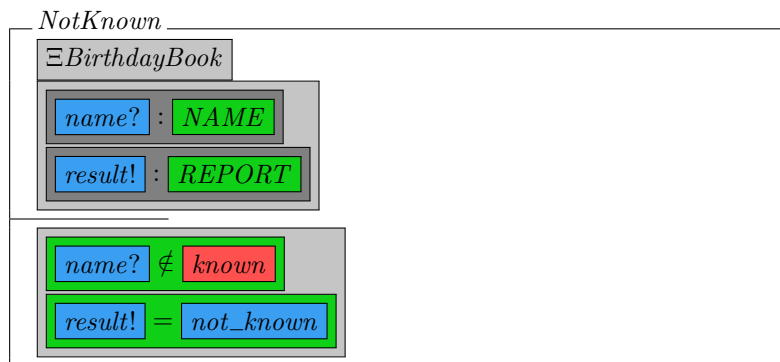 NotKnown
ΞBirthdayBook
name? : NAME
result! : REPORT
name? ∉ known
result! = not_known